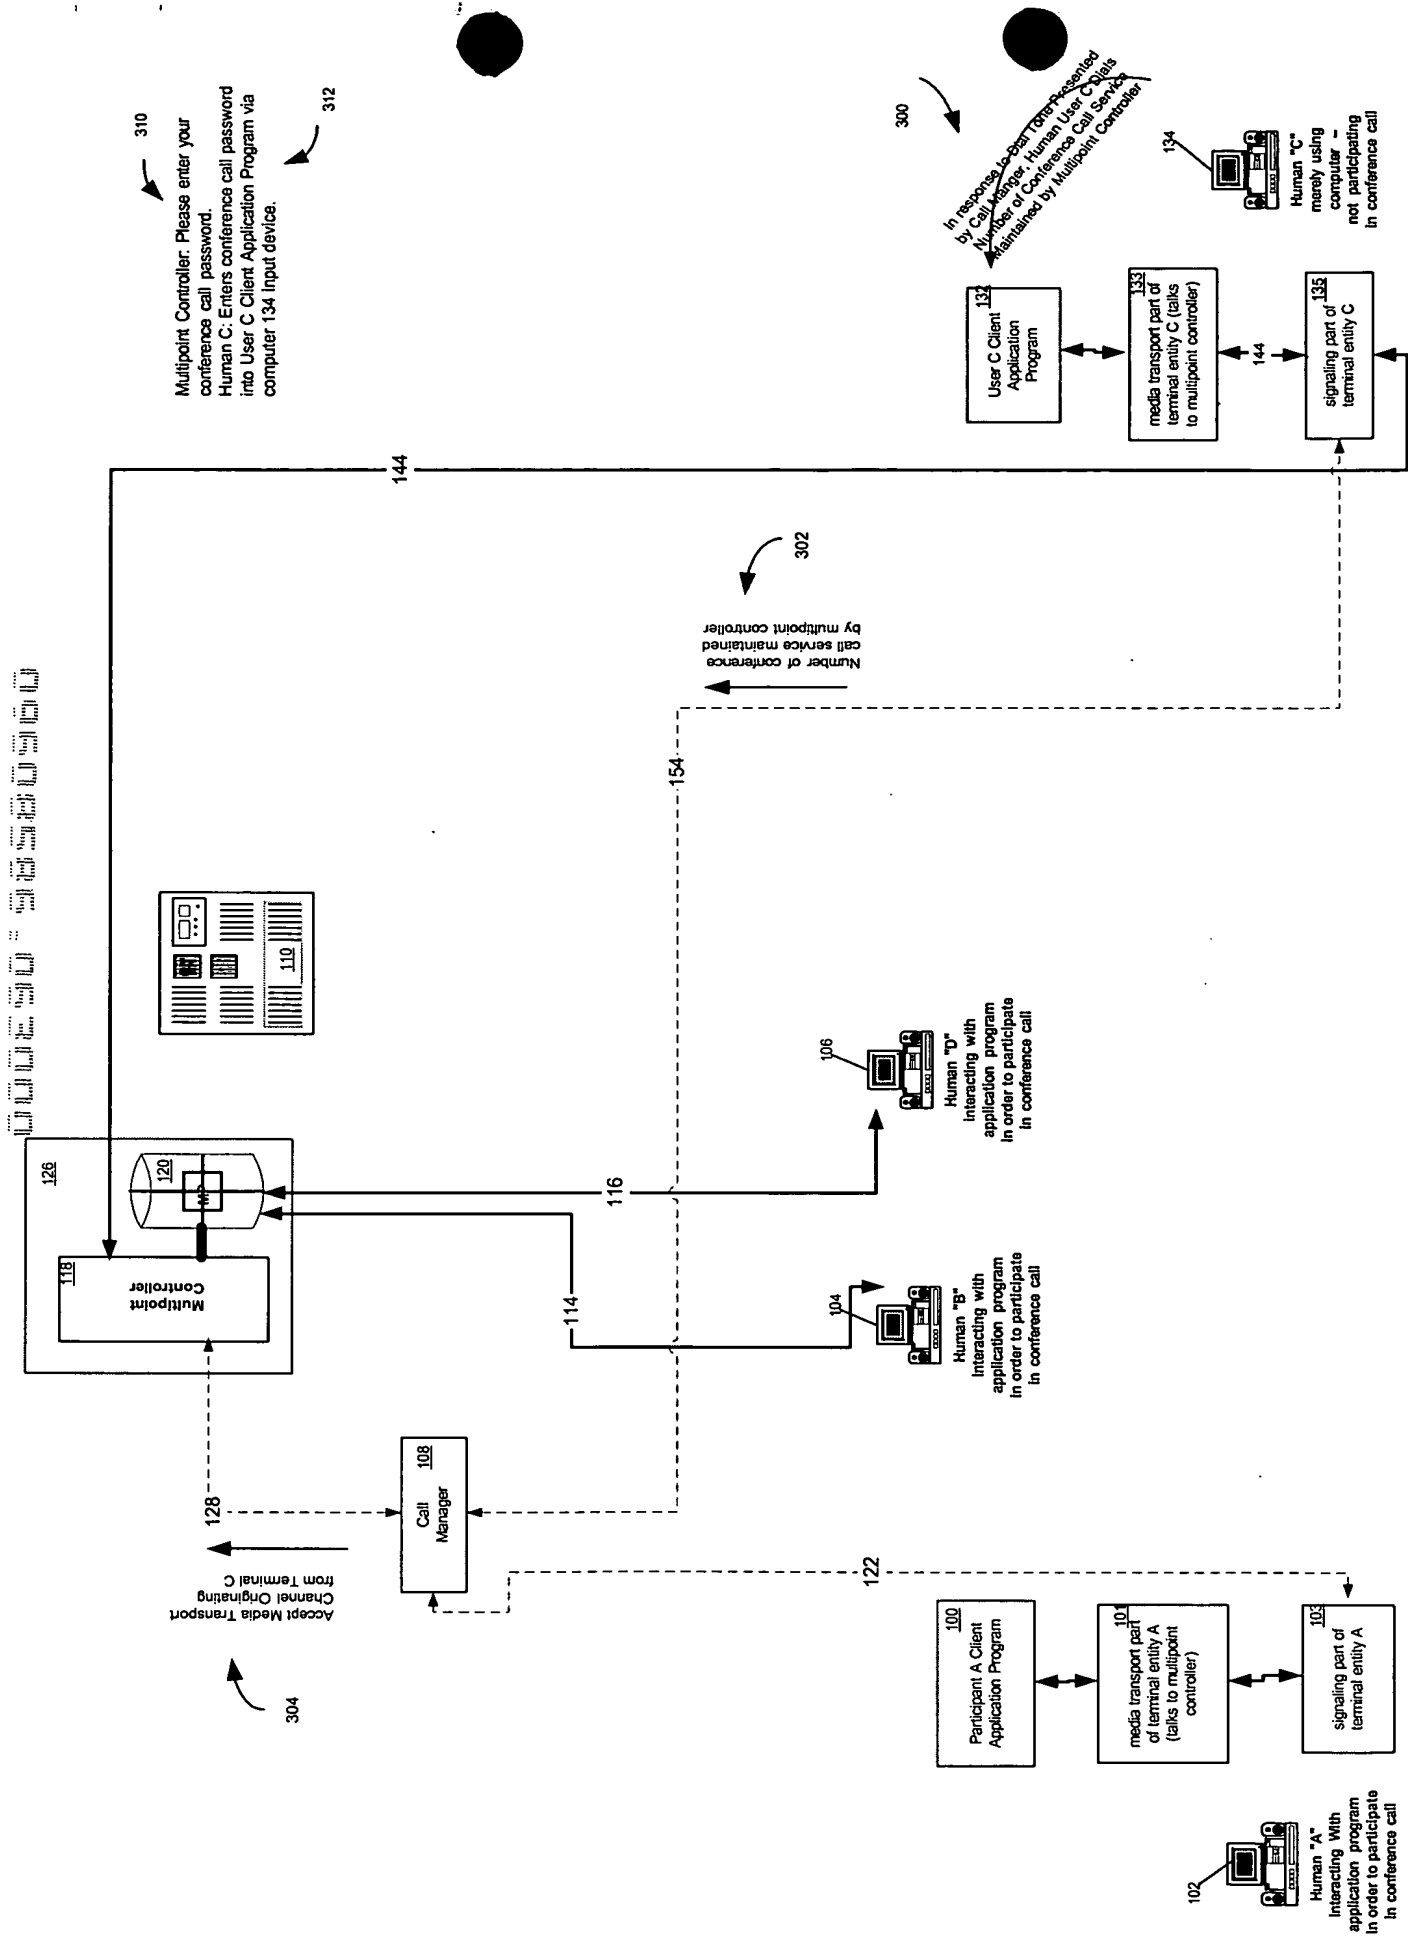 310
Multipoint Controller: Please enter your
conference call password.
Human C: Enters conference call password
into User C Client Application Program via
computer 134 Input device.
312
300
In response to Dial Tone Presented
by Call Manger, Human User C Dials
Number of Conference Call Service
Maintained by Multipoint Controller
134
Human "C"
merely using
computer –
not participating
in conference call
132
User C Client
Application
Program
133
media transport part of
terminal entity C (talks
to multipoint controller)
144
135
signaling part of
terminal entity C
144
302
Number of conference
call service maintained
by multipoint controller
154
110
126
120
M
118
Multipoint
Controller
116
106
Human "D"
Interacting with
application program
in order to participate
in conference call
114
104
Human "B"
Interacting with
application program
in order to participate
in conference call
128
108
Call
Manager
Accept Media Transport
Channel Originating
from Terminal C
304
122
100
Participant A Client
Application Program
101
media transport part
of terminal entity A
(talks to multipoint
controller)
103
signaling part of
terminal entity A
102
Human "A"
Interacting With
application program
in order to participate
in conference call